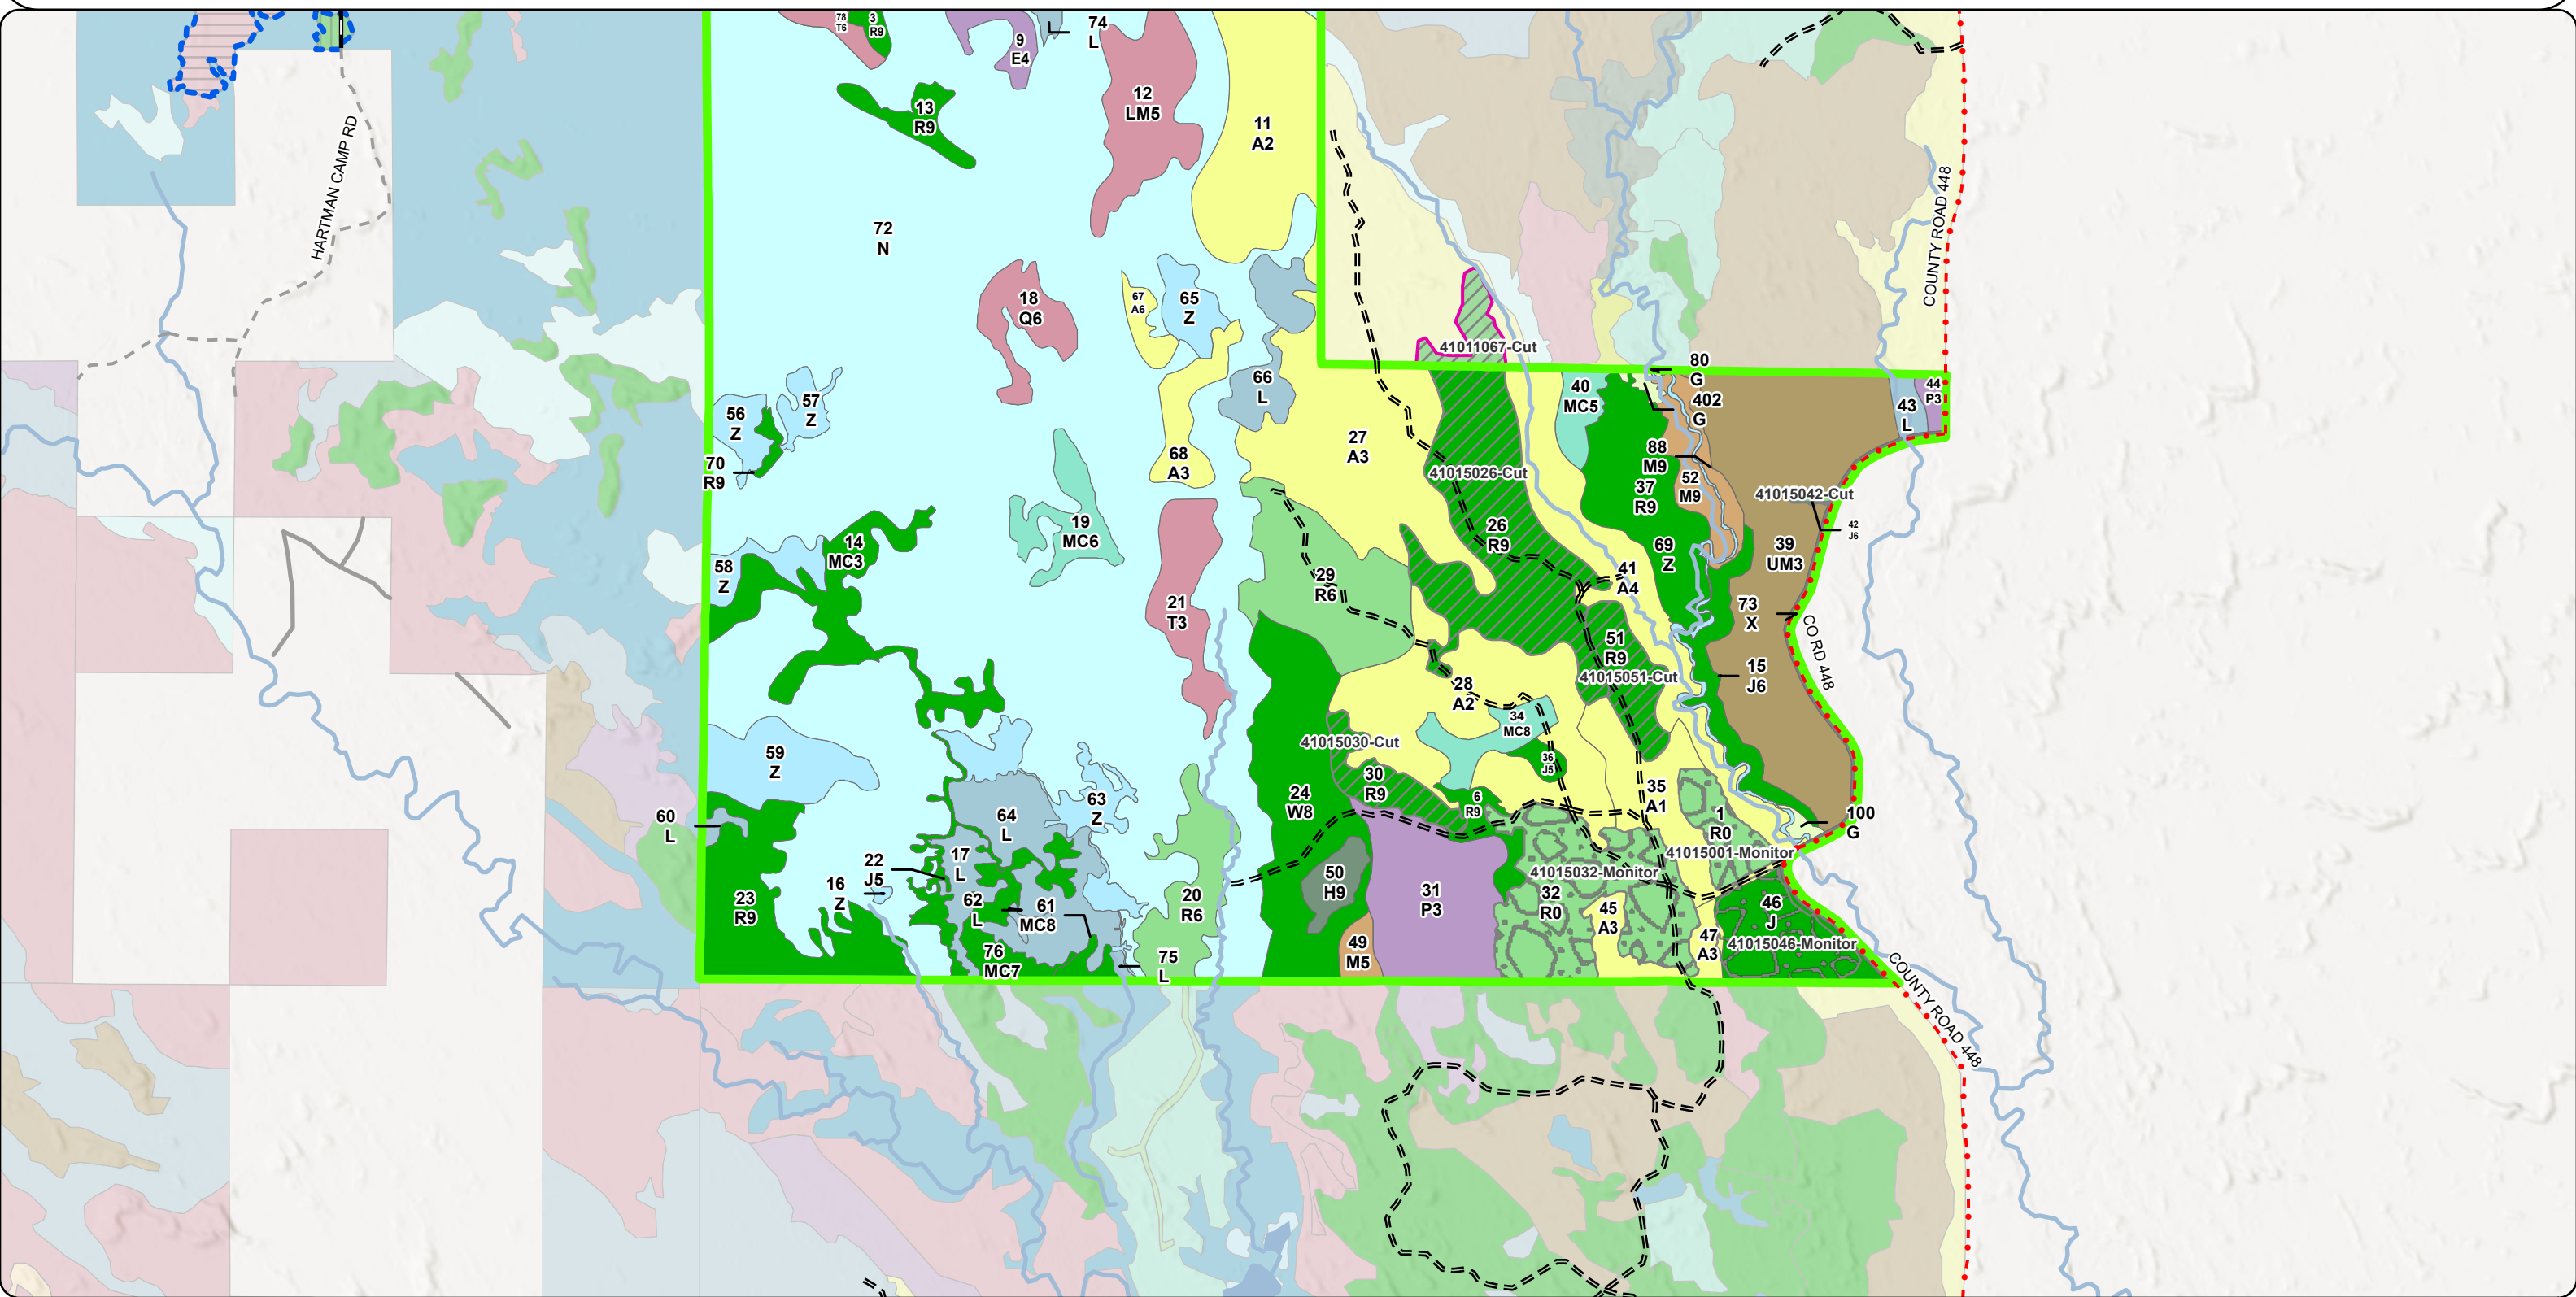 78
T6
3
R9
9
E4
74
L
12
LM5
13
R9
11
A2
HARTMAN CAMP RD
72
N
COUNTY ROAD 448
18
Q6
67
A6
65
Z
41011067-Cut
80
G
66
L
40
MC5
402
G
44
P3
43
L
56
Z
57
Z
70
R9
68
A3
27
A3
41015026-Cut
88
M9
37
R9
52
M9
41015042-Cut
42
J6
19
MC6
26
R9
14
MC3
58
Z
69
Z
39
UM3
29
R6
41
A4
21
T3
73
X
CO RD 448
51
R9
41015051-Cut
15
J6
28
A2
34
MC8
41015030-Cut
59
Z
36
J5
30
R9
35
A1
6
R9
24
W8
63
Z
64
L
60
L
1
R0
100
G
41015001-Monitor
17
L
22
J5
50
H9
41015032-Monitor
32
R0
31
P3
16
Z
23
R9
62
L
61
MC8
20
R6
45
A3
46
J
41015046-Monitor
47
A3
49
M5
76
MC7
75
L
COUNTY ROAD 448